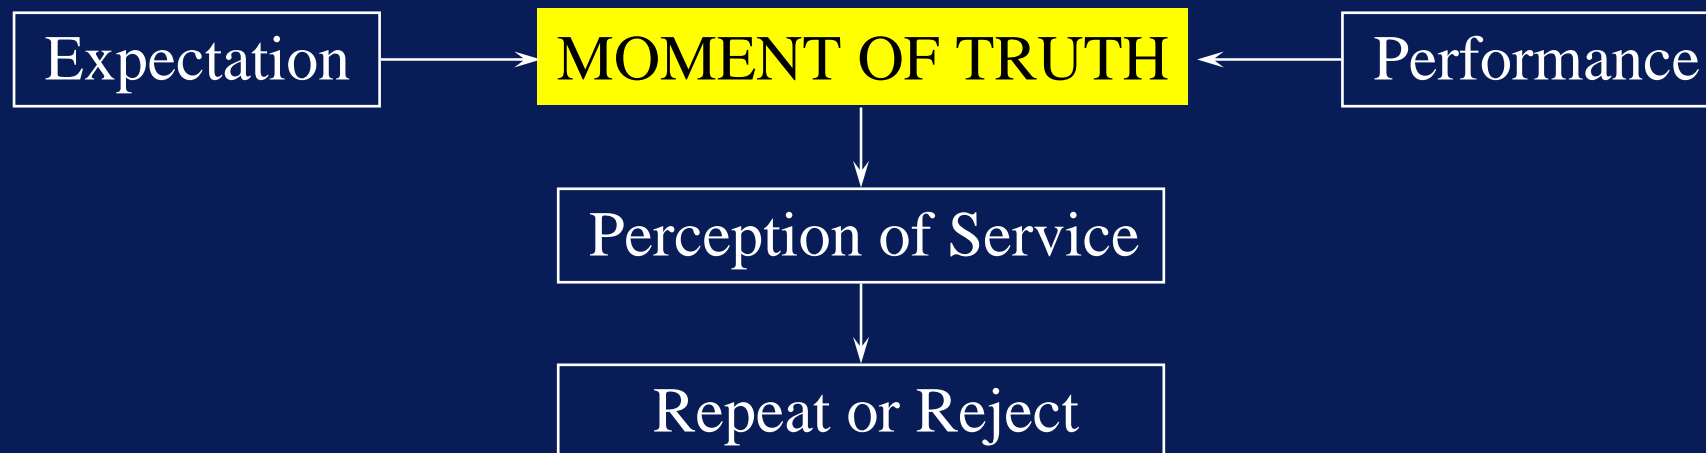 Expectation
MOMENT OF TRUTH
Performance
Perception of Service
Repeat or Reject